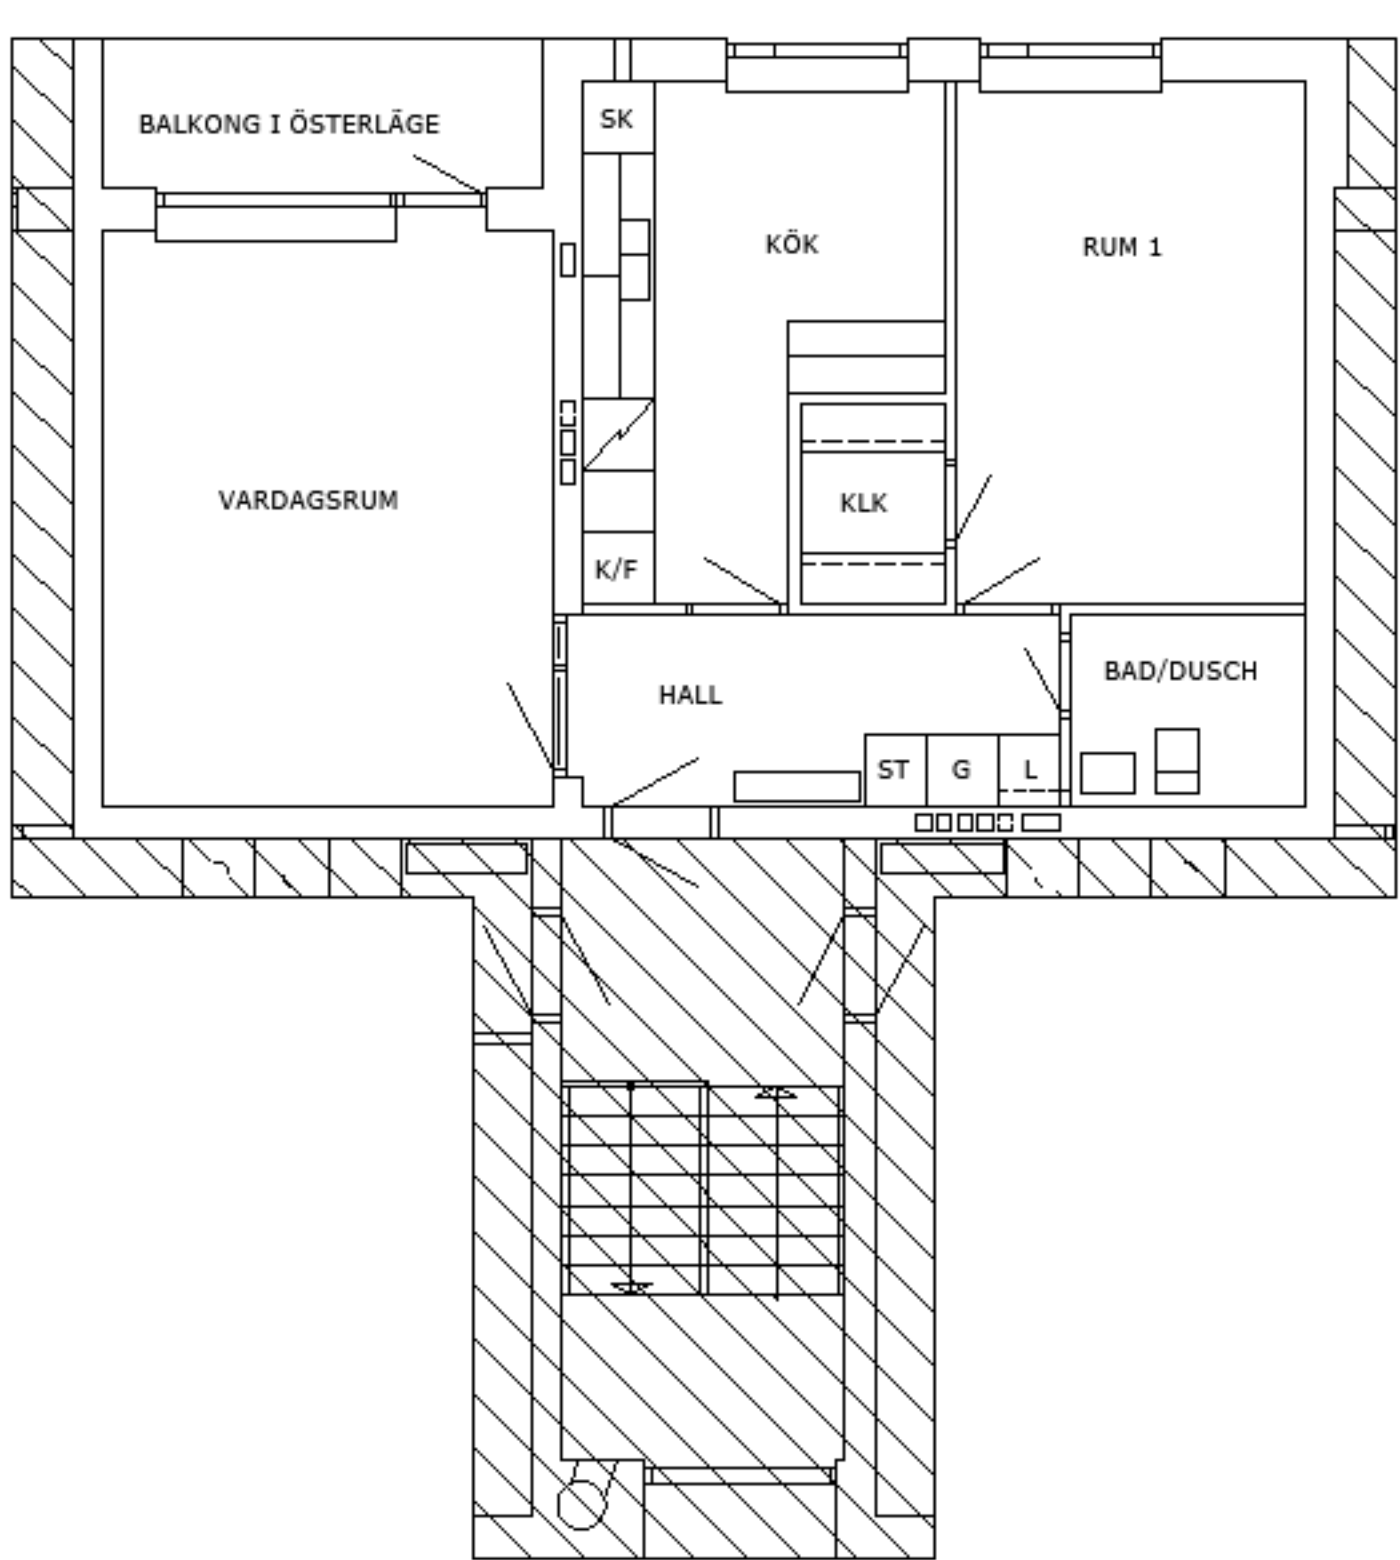 BALKONG I ÖSTERLÄGE
SK
KÖK
RUM 1
VARDAGSRUM
KLK
K/F
HALL
BAD/DUSCH
ST
G
L